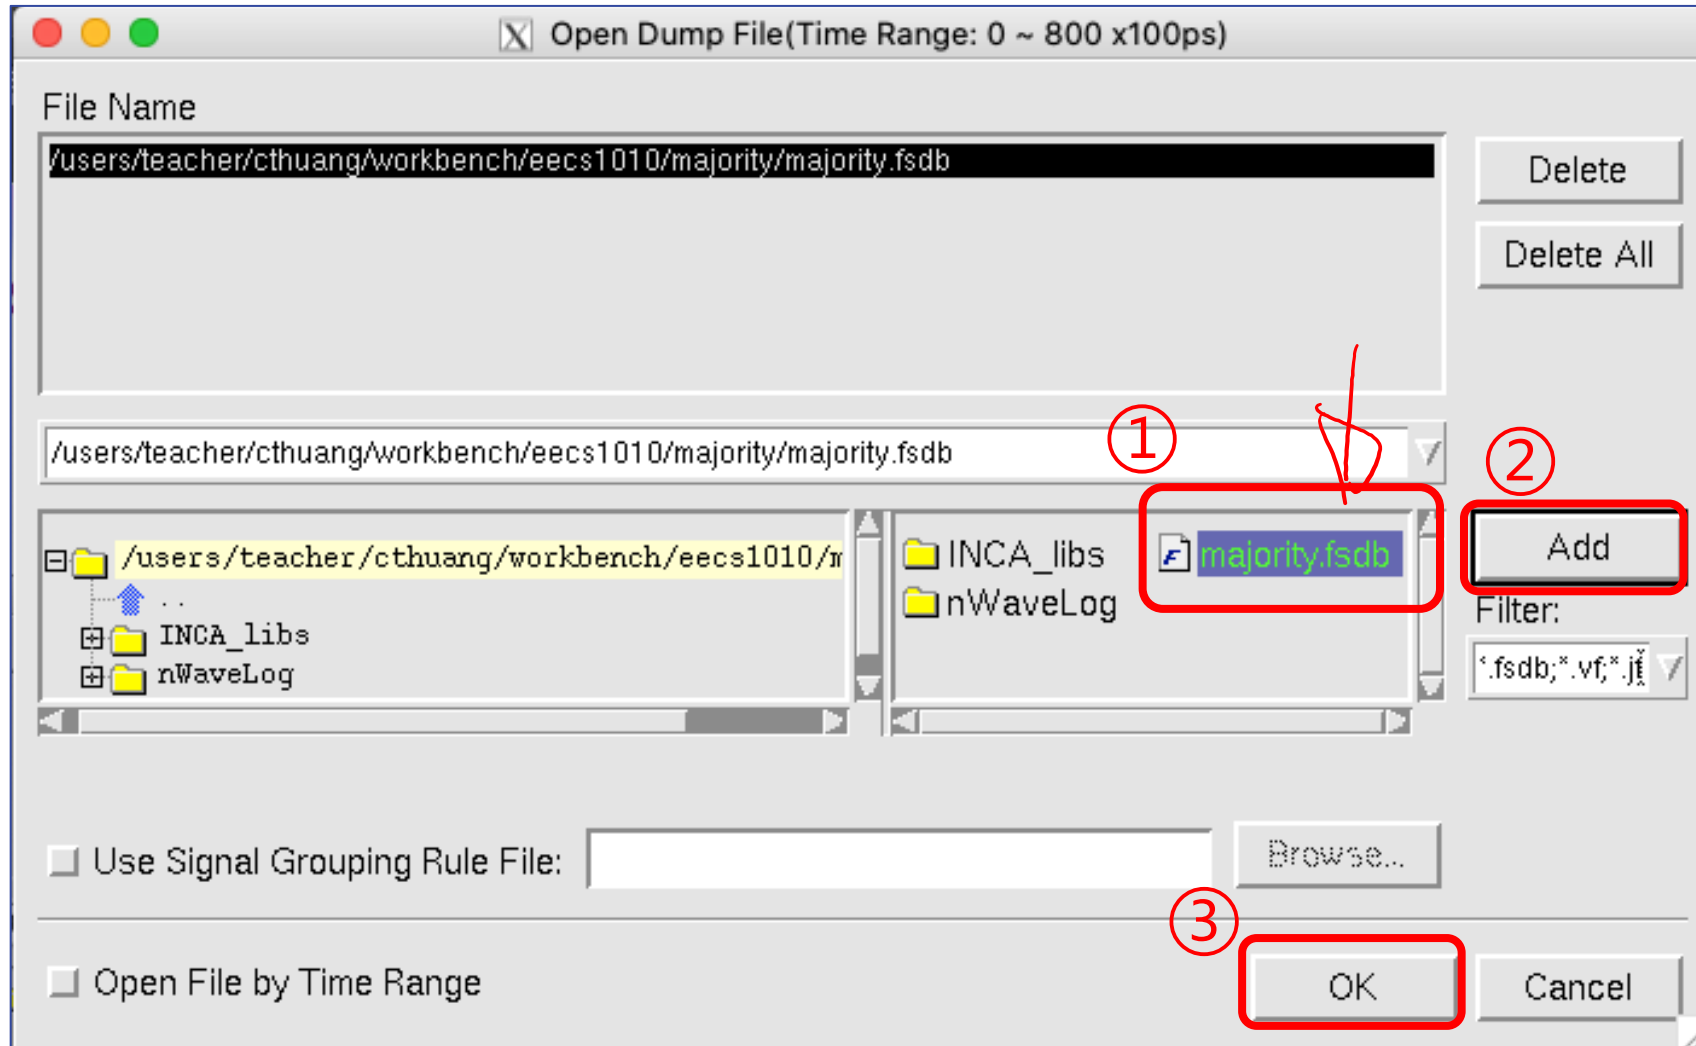 X Open Dump File(Time Range: 0 ~ 800 x100ps)
File Name
/users/teacher/cthuang/workbench/eecs1010/majority/majority.fsdb
Delete
Delete All
/users/teacher/cthuang/workbench/eecs1010/majority/majority.fsdb
①
②
/users/teacher/cthuang/workbench/eecs1010/m
..
INCA_libs
nWaveLog
INCA_libs
nWaveLog
F majority.fsdb
Add
Filter:
*.fsdb;*.vf;*.jf
Use Signal Grouping Rule File:
Browse...
③
Open File by Time Range
OK
Cancel